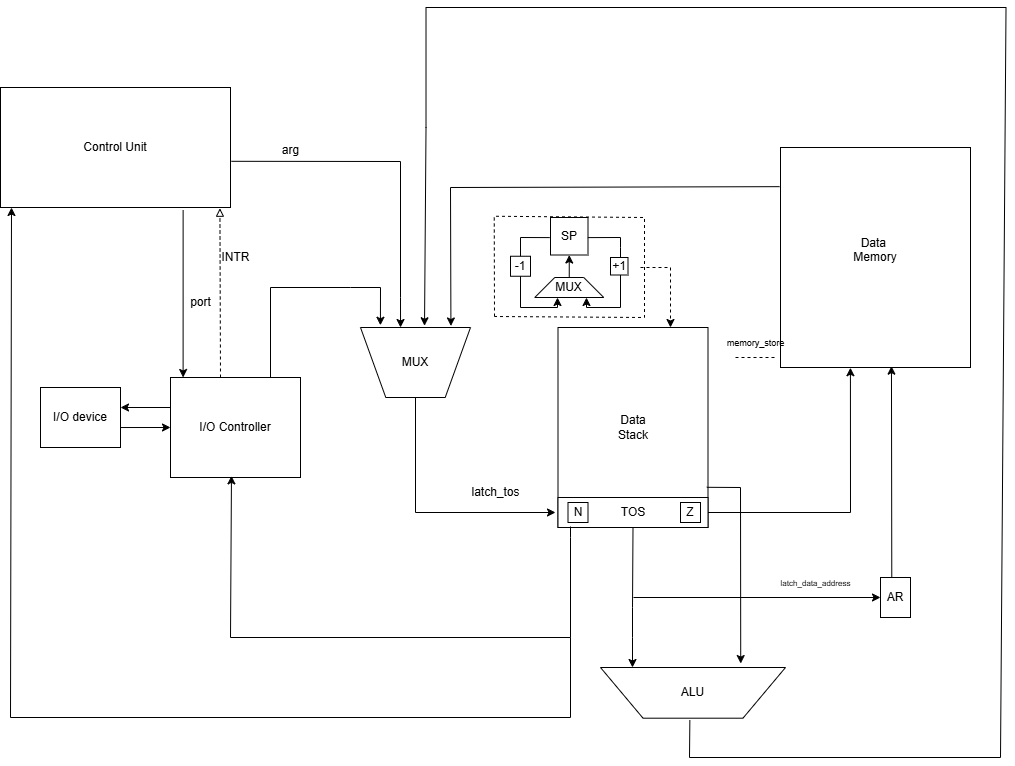 Control Unit
arg
INTR
port
I/O device
I/O Controller
MUX
latch_tos
SP
-1
+1
MUX
Data
Stack
N
TOS
Z
memory_store
Data
Memory
latch_data_address
AR
ALU